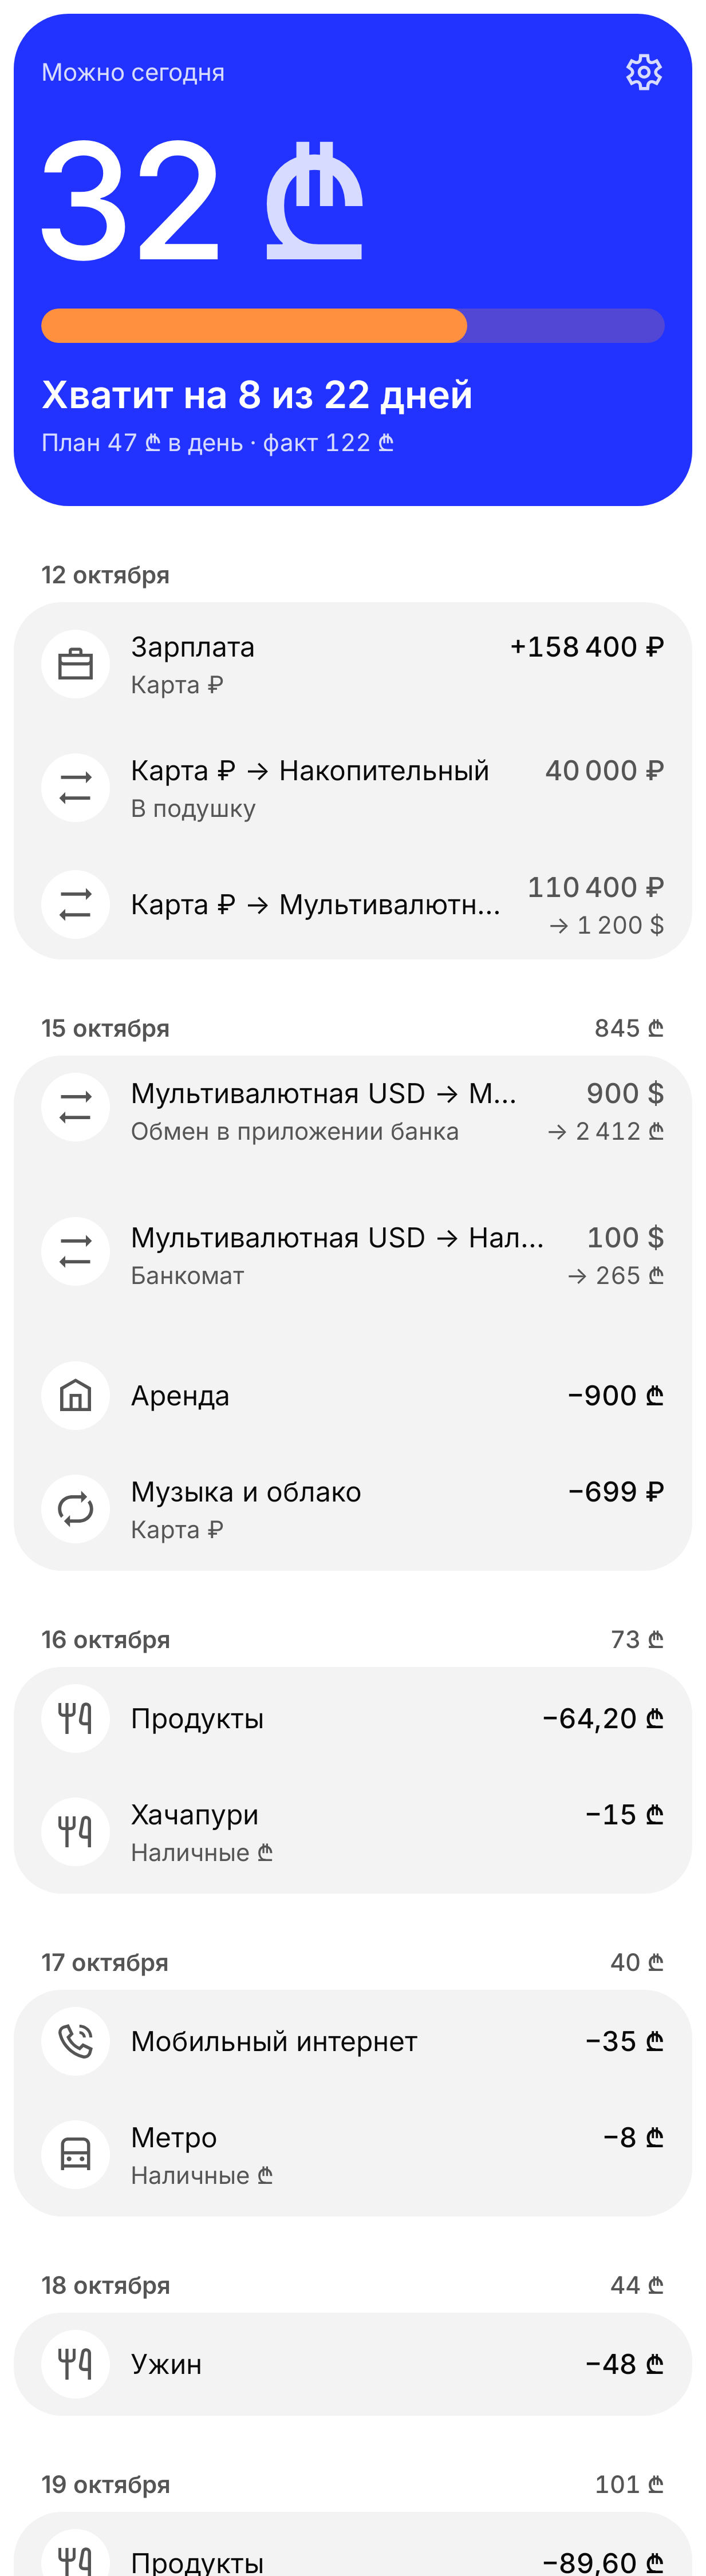 Можно сегодня
32 ₾
Хватит на 8 из 22 дней
План 47 ₾ в день · факт 122 ₾
12 октября
Зарплата +158 400 ₽
Карта ₽
Карта ₽ → Накопительный 40 000 ₽
В подушку
Карта ₽ → Мультивалютн... 110 400 ₽
→ 1 200 $
15 октября 845 ₾
Мультивалютная USD → М... 900 $
Обмен в приложении банка → 2 412 ₾
Мультивалютная USD → Нал... 100 $
Банкомат → 265 ₾
Аренда −900 ₾
Музыка и облако −699 ₽
Карта ₽
16 октября 73 ₾
Продукты −64,20 ₾
Хачапури −15 ₾
Наличные ₾
17 октября 40 ₾
Мобильный интернет −35 ₾
Метро −8 ₾
Наличные ₾
18 октября 44 ₾
Ужин −48 ₾
19 октября 101 ₾
Продукты −89,60 ₾